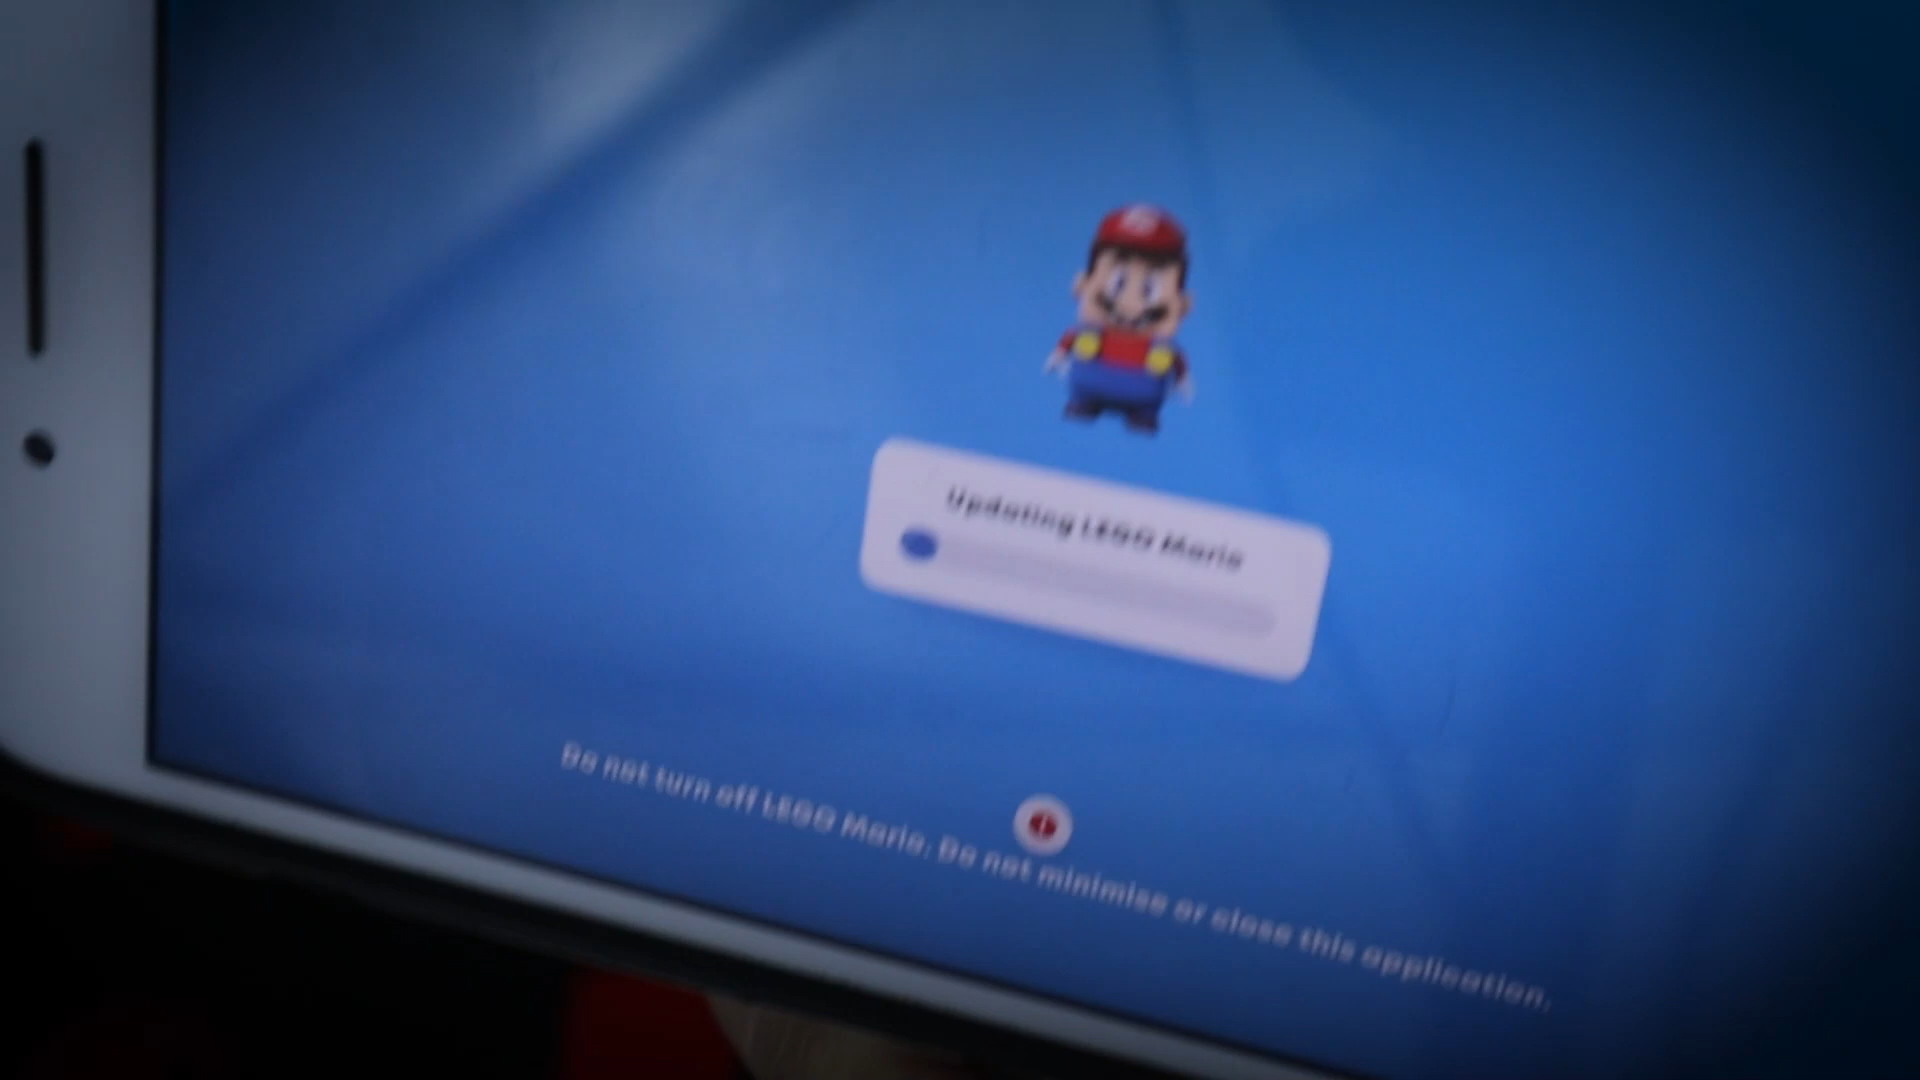 Updating LEGO Mario
Do not turn off LEGO Mario. Do not minimise or close this application.